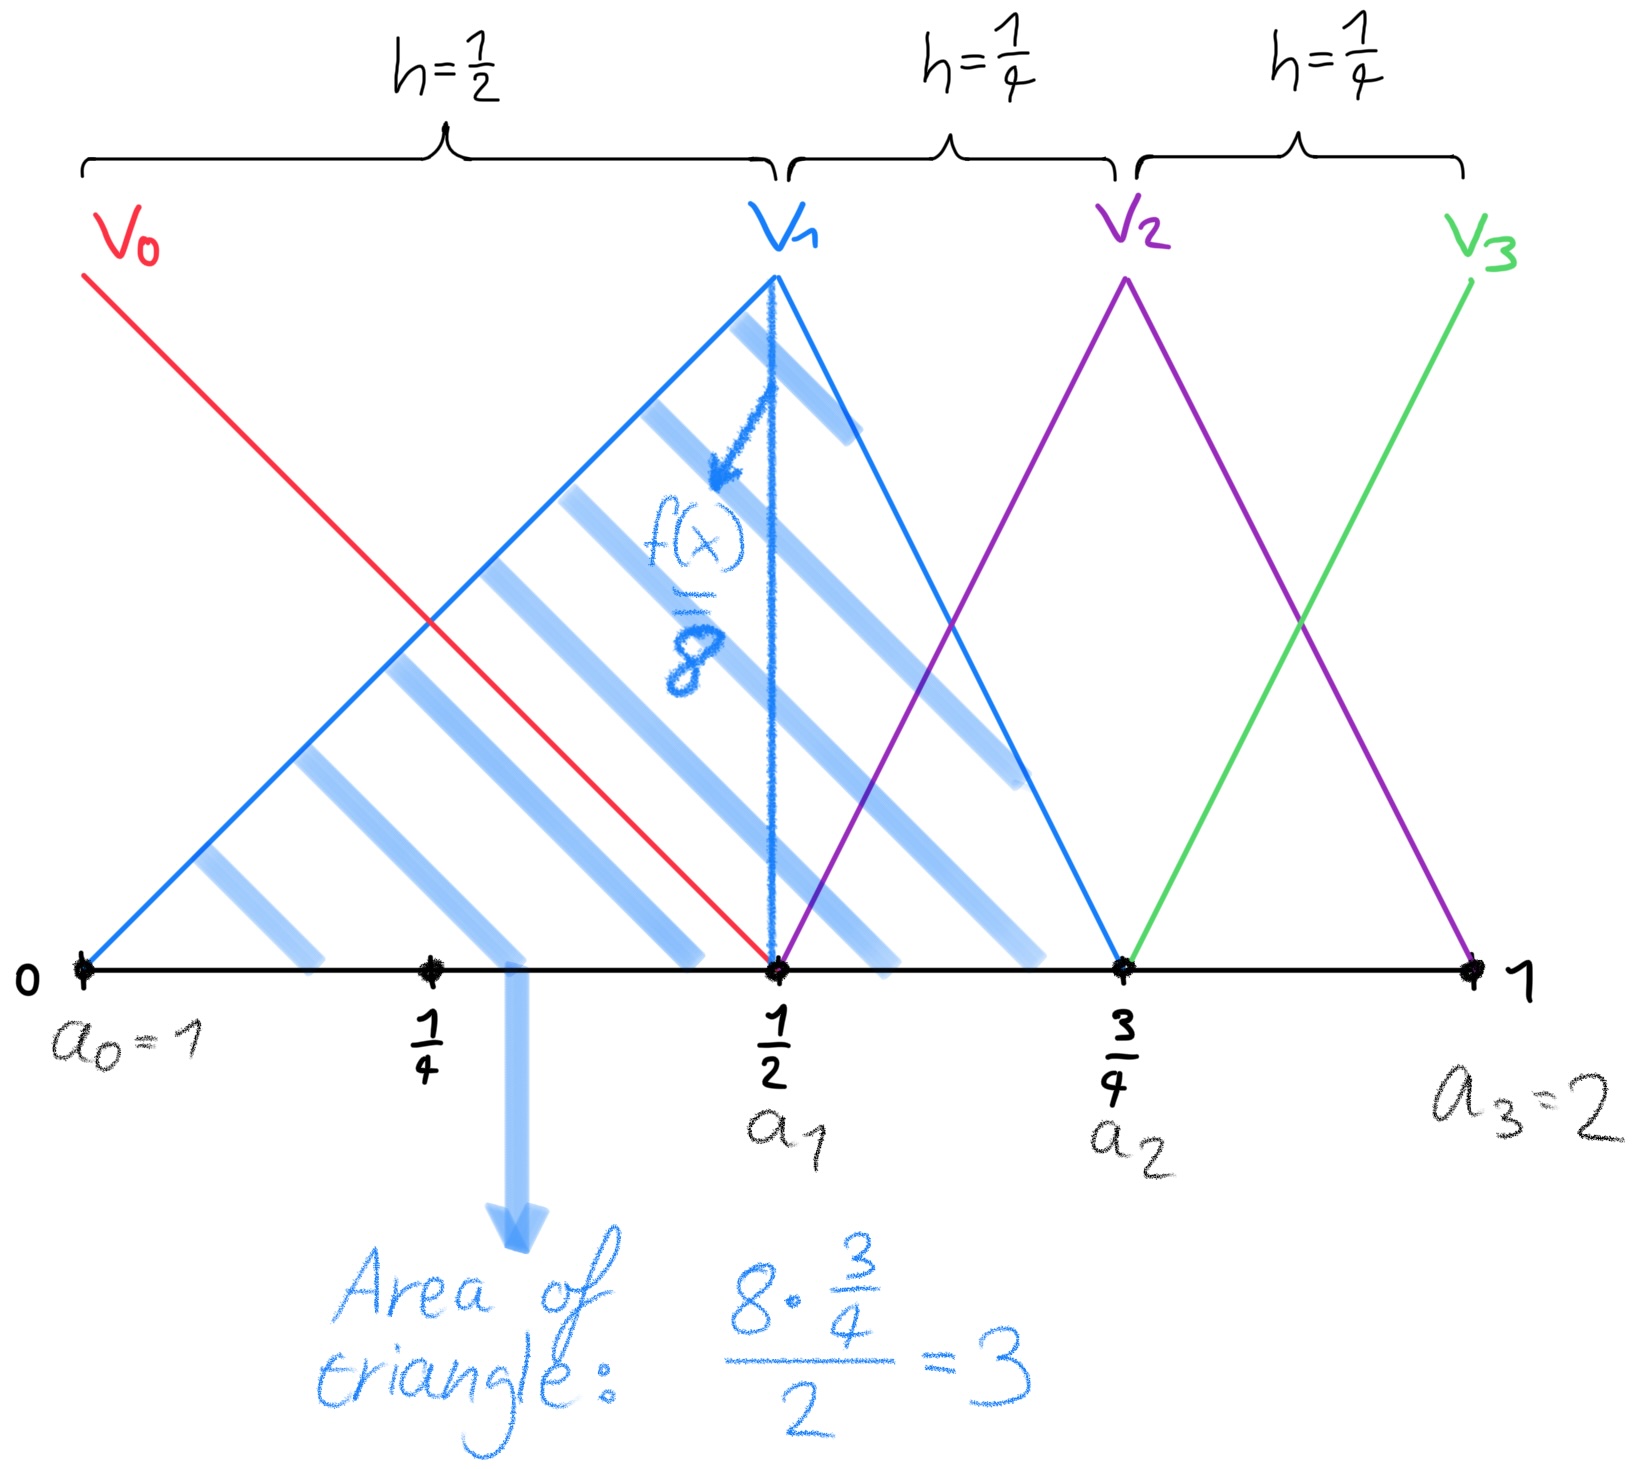 h=1/2 h=1/4 h=1/4
V0 V1 V2 V3
f(x)
=
8
0 1/4 1/2 3/4 1
a0=1 a1 a2 a3=2
Area of
triangle: (8·3/4)/2=3